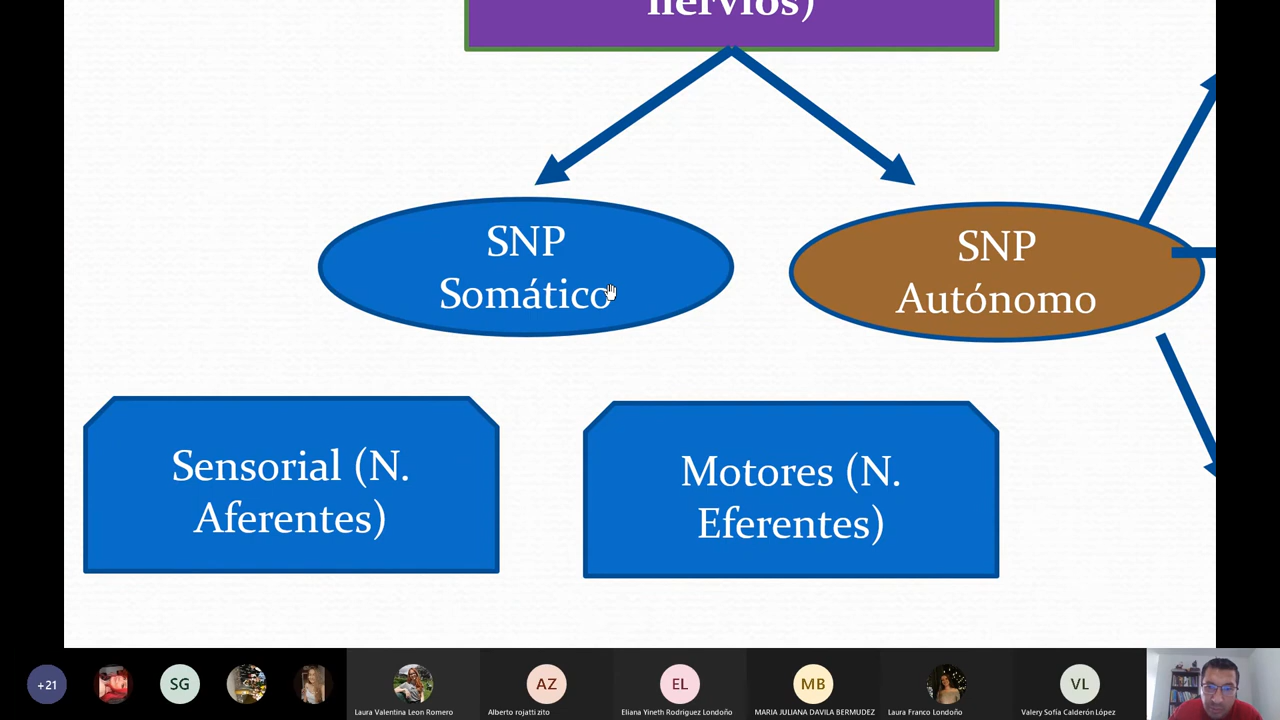 nervios)
SNP
Somático
SNP
Autónomo
Sensorial (N.
Aferentes)
Motores (N.
Eferentes)
+21
SG
AZ
EL
MB
VL
Laura Valentina Leon Romero
Alberto rojatti zito
Eliana Yineth Rodriguez Londoño
MARIA JULIANA DAVILA BERMUDEZ
Laura Franco Londoño
Valery Sofía Calderón López